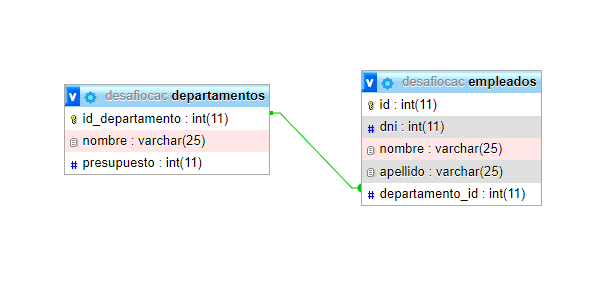 desafiocac departamentos
id_departamento : int(11)
nombre : varchar(25)
presupuesto : int(11)
desafiocac empleados
id : int(11)
dni : int(11)
nombre : varchar(25)
apellido : varchar(25)
departamento_id : int(11)